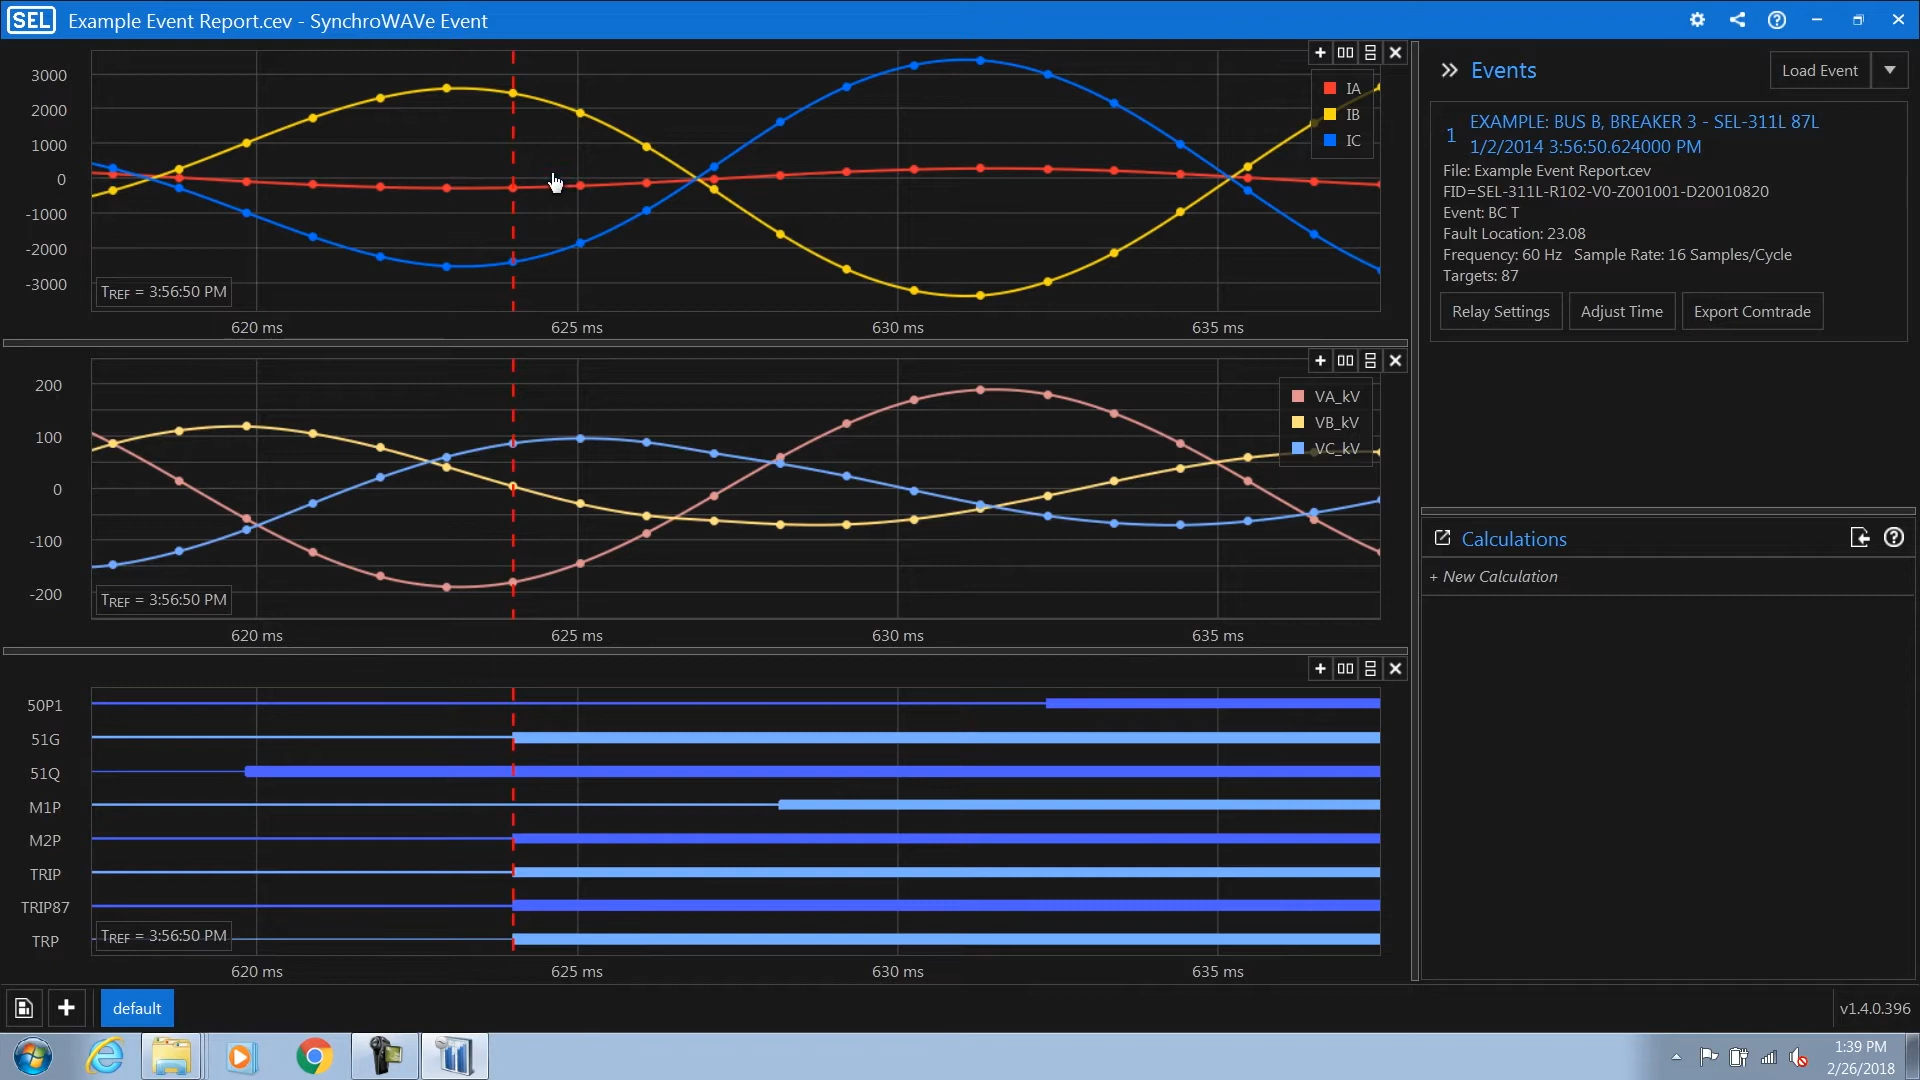 SEL Example Event Report.cev - SynchroWAVe Event
3000
2000
1000
0
-1000
-2000
-3000
IA
IB
IC
TREF = 3:56:50 PM
620 ms
625 ms
630 ms
635 ms
200
100
0
-100
-200
VA_kV
VB_kV
VC_kV
TREF = 3:56:50 PM
620 ms
625 ms
630 ms
635 ms
50P1
51G
51Q
M1P
M2P
TRIP
TRIP87
TRP
TREF = 3:56:50 PM
620 ms
625 ms
630 ms
635 ms
Events
Load Event
1
EXAMPLE: BUS B, BREAKER 3 - SEL-311L 87L
1/2/2014 3:56:50.624000 PM
File: Example Event Report.cev
FID=SEL-311L-R102-V0-Z001001-D20010820
Event: BC T
Fault Location: 23.08
Frequency: 60 Hz Sample Rate: 16 Samples/Cycle
Targets: 87
Relay Settings
Adjust Time
Export Comtrade
Calculations
+ New Calculation
default
v1.4.0.396
1:39 PM
2/26/2018